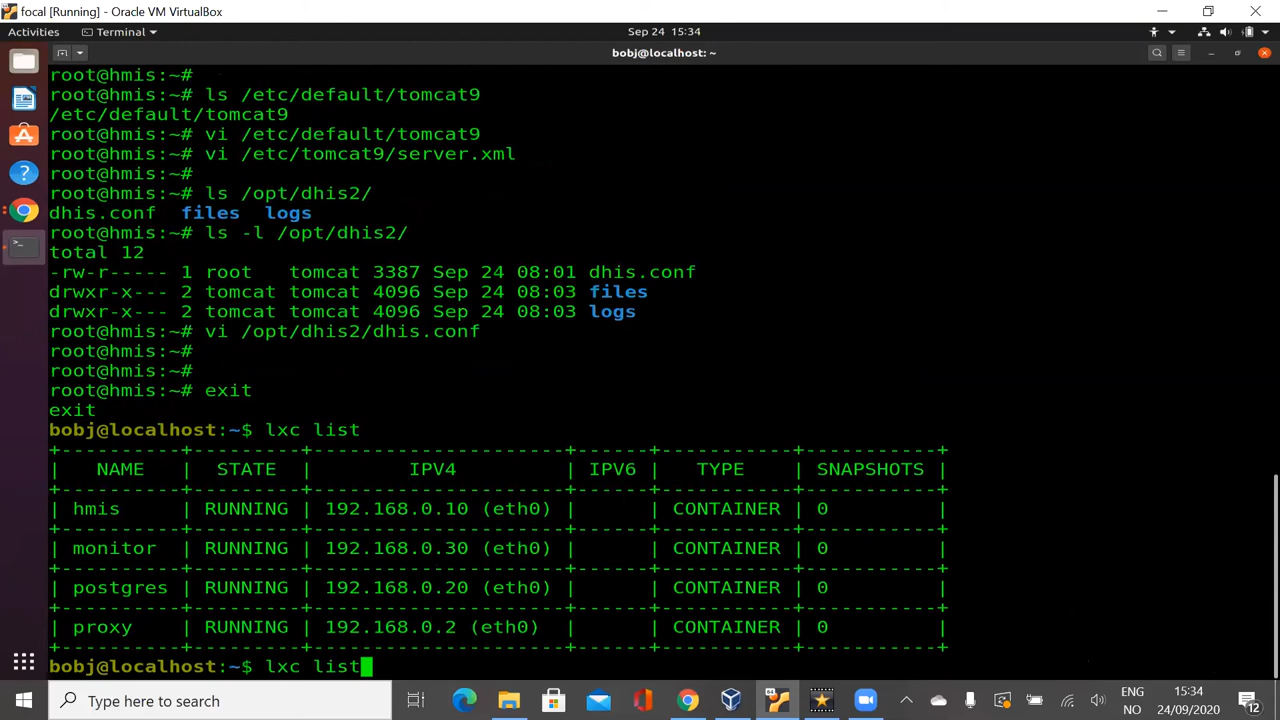 focal [Running] - Oracle VM VirtualBox
Activities Terminal Sep 24 15:34
bobj@localhost: ~
root@hmis:~#
root@hmis:~# ls /etc/default/tomcat9
/etc/default/tomcat9
root@hmis:~# vi /etc/default/tomcat9
root@hmis:~# vi /etc/tomcat9/server.xml
root@hmis:~#
root@hmis:~# ls /opt/dhis2/
dhis.conf files logs
root@hmis:~# ls -l /opt/dhis2/
total 12
-rw-r----- 1 root tomcat 3387 Sep 24 08:01 dhis.conf
drwxr-x--- 2 tomcat tomcat 4096 Sep 24 08:03 files
drwxr-x--- 2 tomcat tomcat 4096 Sep 24 08:03 logs
root@hmis:~# vi /opt/dhis2/dhis.conf
root@hmis:~#
root@hmis:~#
root@hmis:~# exit
exit
bobj@localhost:~$ lxc list
+----------+---------+---------------------+------+-----------+-----------+
| NAME | STATE | IPV4 | IPV6 | TYPE | SNAPSHOTS |
+----------+---------+---------------------+------+-----------+-----------+
| hmis | RUNNING | 192.168.0.10 (eth0) | | CONTAINER | 0 |
+----------+---------+---------------------+------+-----------+-----------+
| monitor | RUNNING | 192.168.0.30 (eth0) | | CONTAINER | 0 |
+----------+---------+---------------------+------+-----------+-----------+
| postgres | RUNNING | 192.168.0.20 (eth0) | | CONTAINER | 0 |
+----------+---------+---------------------+------+-----------+-----------+
| proxy | RUNNING | 192.168.0.2 (eth0) | | CONTAINER | 0 |
+----------+---------+---------------------+------+-----------+-----------+
bobj@localhost:~$ lxc list
Type here to search
ENG 15:34
NO 24/09/2020 12